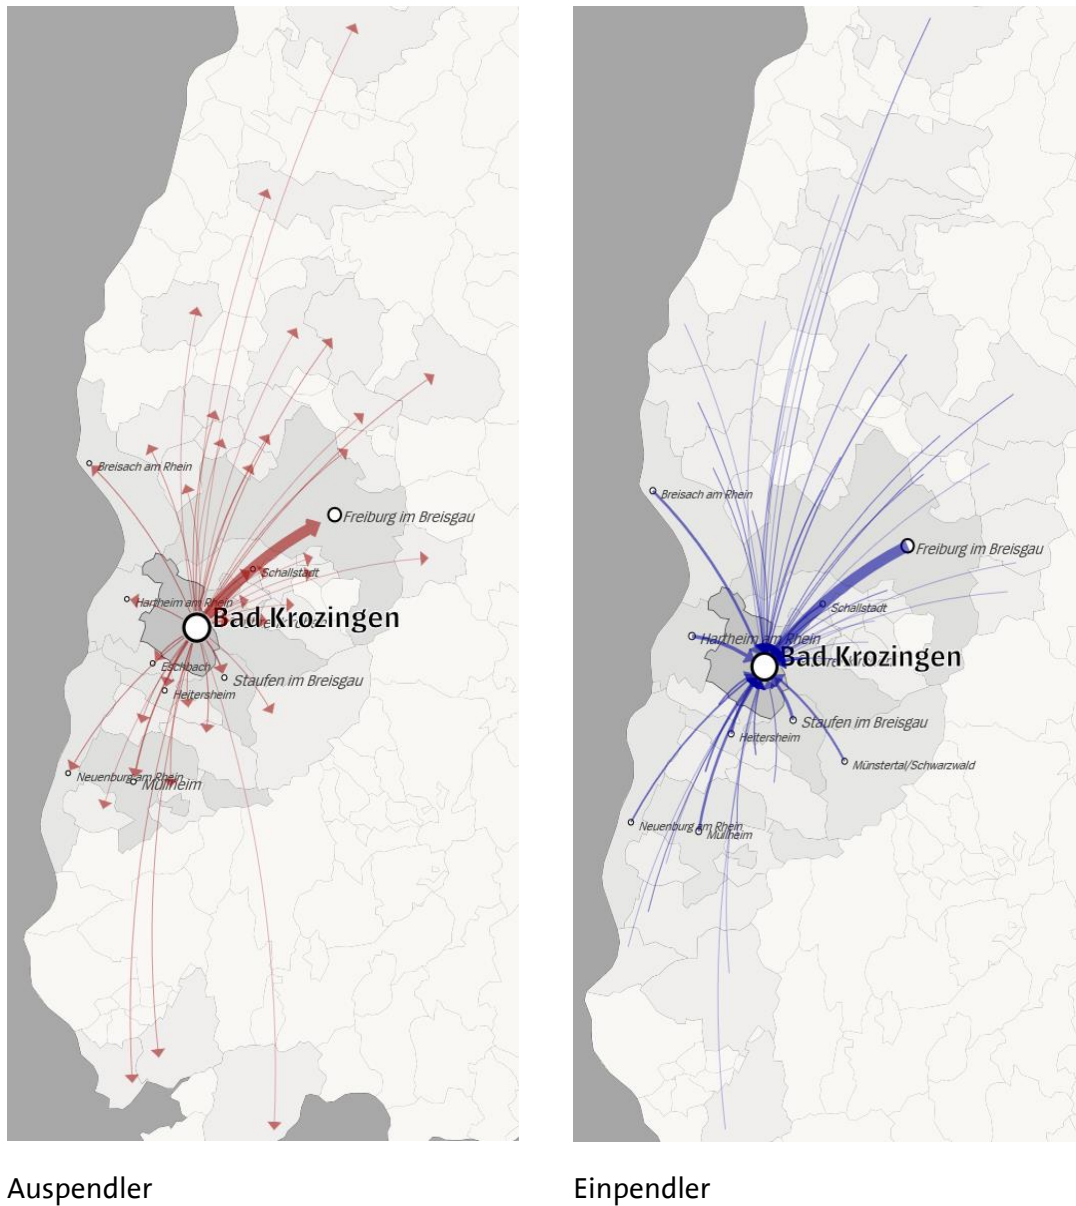 Breisach am Rhein
Freiburg im Breisgau
Schallstadt
Hartheim am Rhein
Bad Krozingen
Eschbach
Staufen im Breisgau
Heitersheim
Neuenburg am Rhein
Müllheim
Auspendler
Breisach am Rhein
Freiburg im Breisgau
Schallstadt
Hartheim am Rhein
Bad Krozingen
Staufen im Breisgau
Heitersheim
Münstertal/Schwarzwald
Neuenburg am Rhein
Müllheim
Einpendler